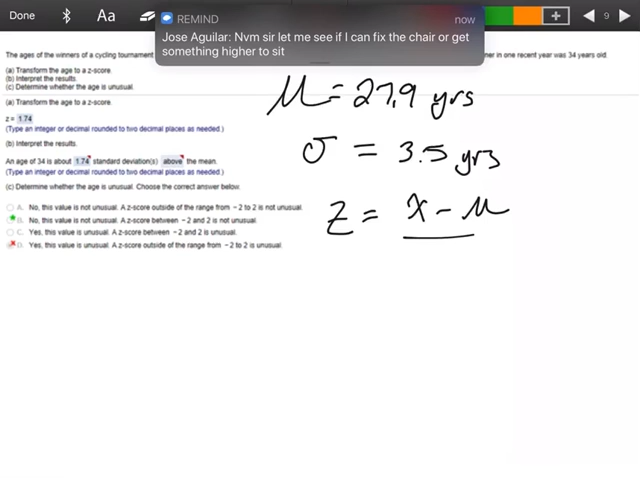 Done Aa 9
REMIND now
Jose Aguilar: Nvm sir let me see if I can fix the chair or get
something higher to sit
The ages of the winners of a cycling tournament ner in one recent year was 34 years old.
(a) Transform the age to a z-score.
(b) Interpret the results.
(c) Determine whether the age is unusual.
(a) Transform the age to a z-score.
z = 1.74
(Type an integer or decimal rounded to two decimal places as needed.)
(b) Interpret the results.
An age of 34 is about 1.74 standard deviation(s) above the mean.
(Type an integer or decimal rounded to two decimal places as needed.)
(c) Determine whether the age is unusual. Choose the correct answer below.
A. No, this value is not unusual. A z-score outside of the range from −2 to 2 is not unusual.
B. No, this value is not unusual. A z-score between −2 and 2 is not unusual.
C. Yes, this value is unusual. A z-score between −2 and 2 is unusual.
D. Yes, this value is unusual. A z-score outside of the range from −2 to 2 is unusual.
μ = 27.9 yrs
σ = 3.5 yrs
z = x − μ